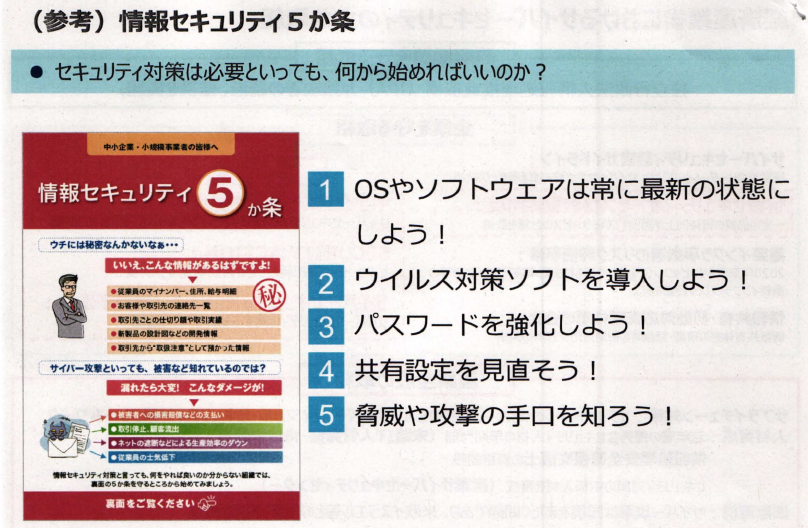 （参考）情報セキュリティ５か条
● セキュリティ対策は必要といっても、何から始めればいいのか？
中小企業・小規模事業者の皆様へ
情報セキュリティ5か条
ウチには秘密なんかないなぁ・・・
いいえ、こんな情報があるはずですよ！
●従業員のマイナンバー、住所、給与明細
●お客様や取引先の連絡先一覧
●取引先ごとの仕切り額や取引実績
●新製品の設計図などの開発情報
●取引先から"取扱注意"として預かった情報
秘
サイバー攻撃といっても、被害など知れているのでは？
漏れたら大変！ こんなダメージが！
●被害者への損害賠償などの支払い
●取引停止、顧客流出
●ネットの遮断などによる生産効率のダウン
●従業員の士気低下
情報セキュリティ対策と言っても、何をやれば良いのか分からない組織では、
裏面の5か条を守るところから始めてみましょう。
裏面をご覧ください
1 OSやソフトウェアは常に最新の状態に
しよう！
2 ウイルス対策ソフトを導入しよう！
3 パスワードを強化しよう！
4 共有設定を見直そう！
5 脅威や攻撃の手口を知ろう！